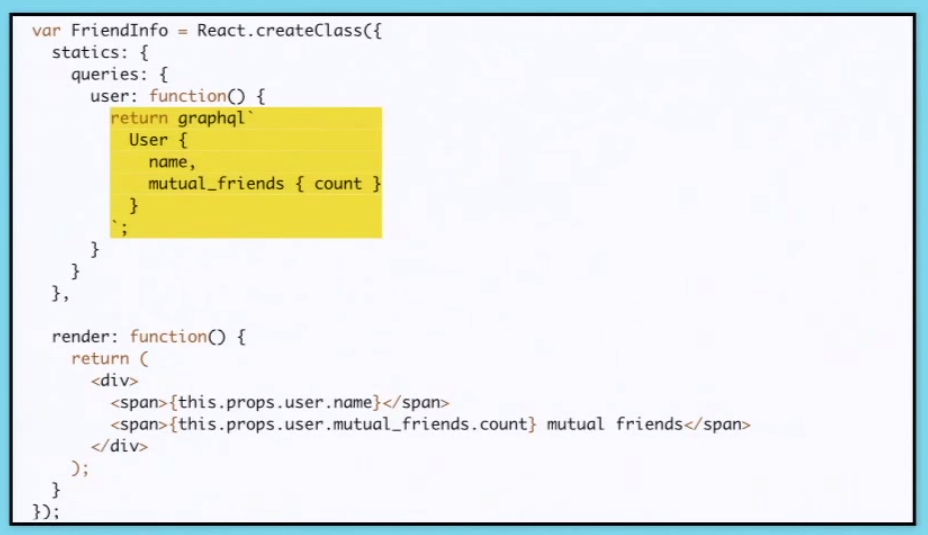 var FriendInfo = React.createClass({
  statics: {
    queries: {
      user: function() {
        return graphql`
          User {
            name,
            mutual_friends { count }
          }
        `;
      }
    }
  },

  render: function() {
    return (
      <div>
        <span>{this.props.user.name}</span>
        <span>{this.props.user.mutual_friends.count} mutual friends</span>
      </div>
    );
  }
});